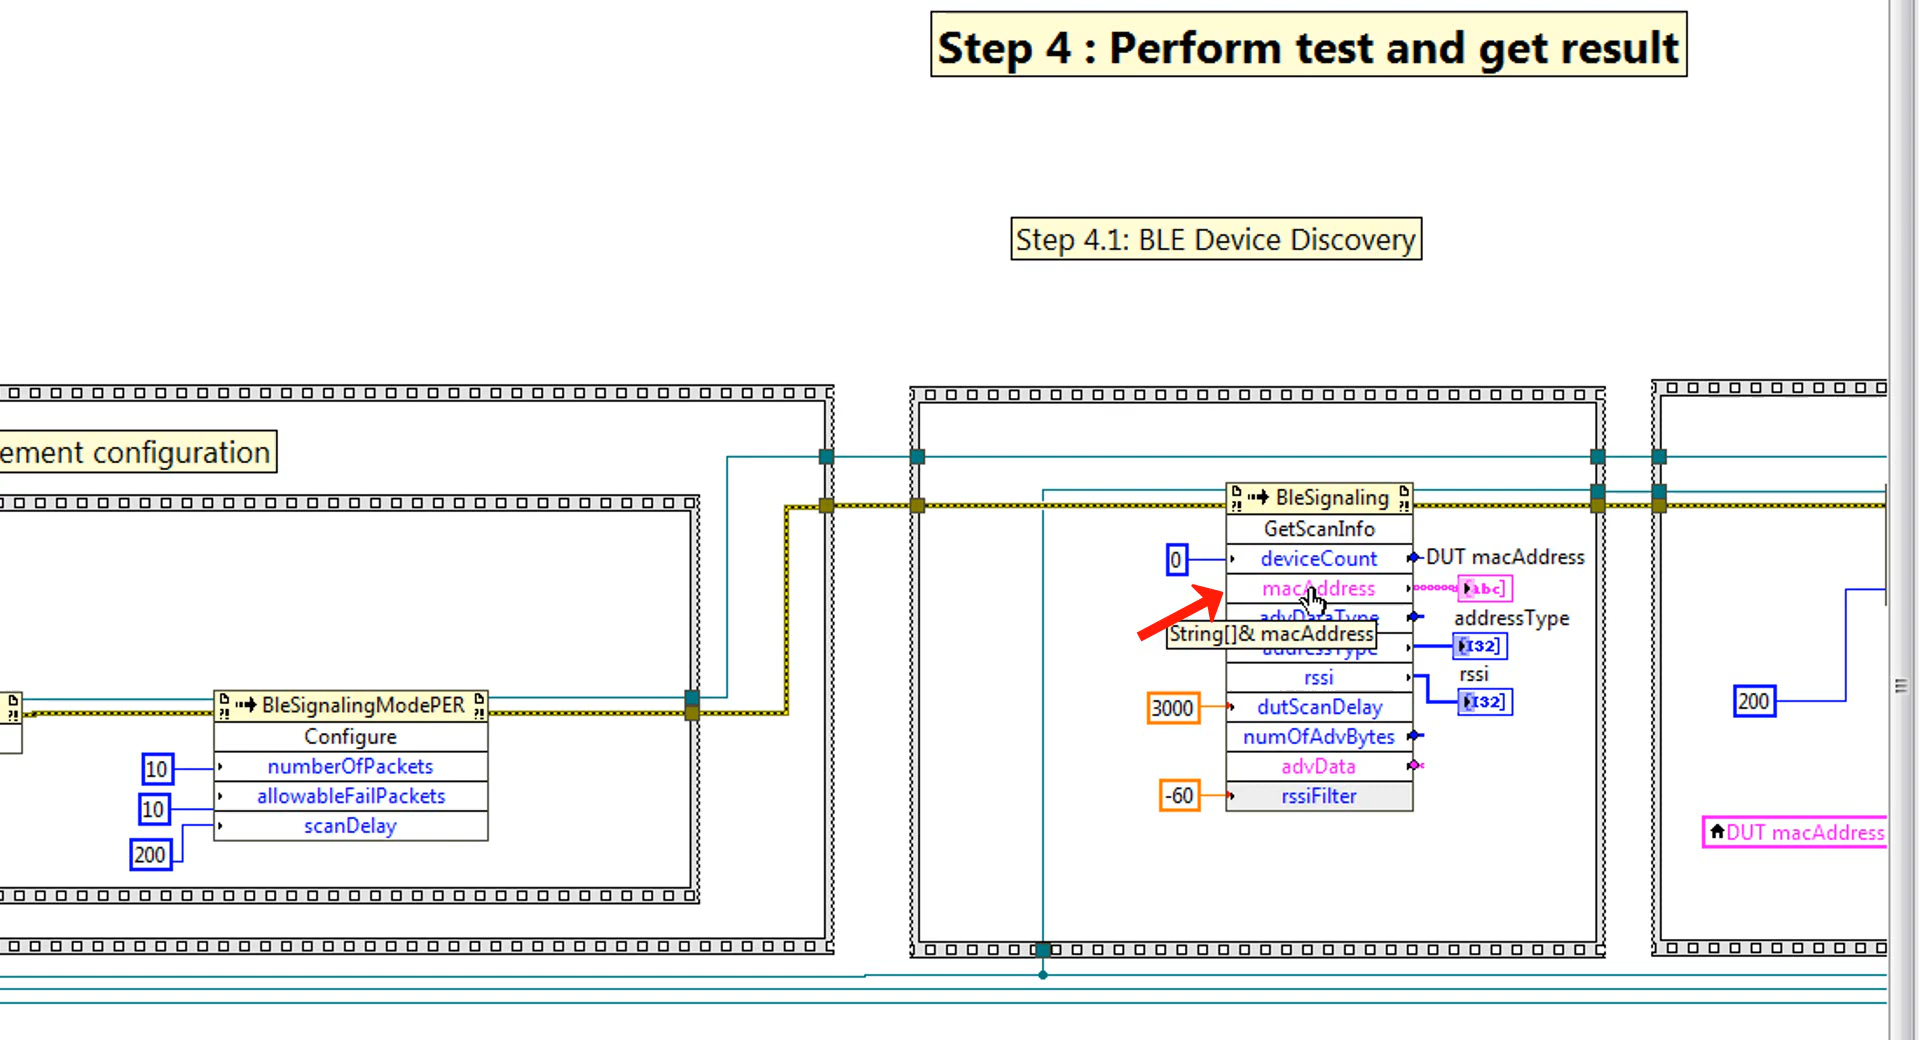 Step 4 : Perform test and get result
Step 4.1: BLE Device Discovery
ement configuration
BleSignalingModePER
Configure
10
numberOfPackets
10
allowableFailPackets
200
scanDelay
BleSignaling
GetScanInfo
0
deviceCount
DUT macAddress
macAddress
abc]
advDataType
addressType
String[]& macAddress
addressType
I32]
rssi
rssi
I32]
3000
dutScanDelay
numOfAdvBytes
advData
-60
rssiFilter
200
DUT macAddress